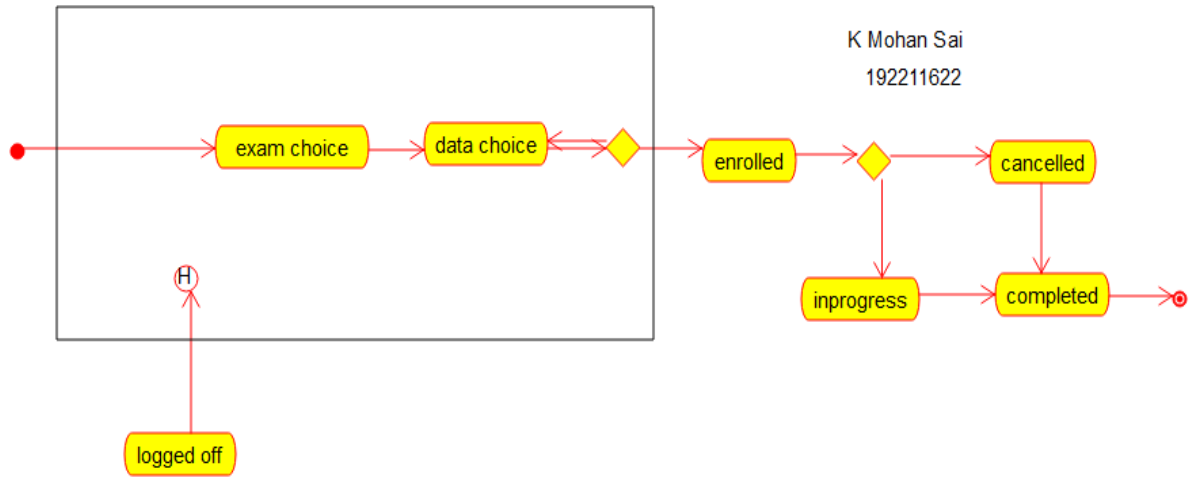 K Mohan Sai
192211622
exam choice
data choice
enrolled
cancelled
H
inprogress
completed
logged off